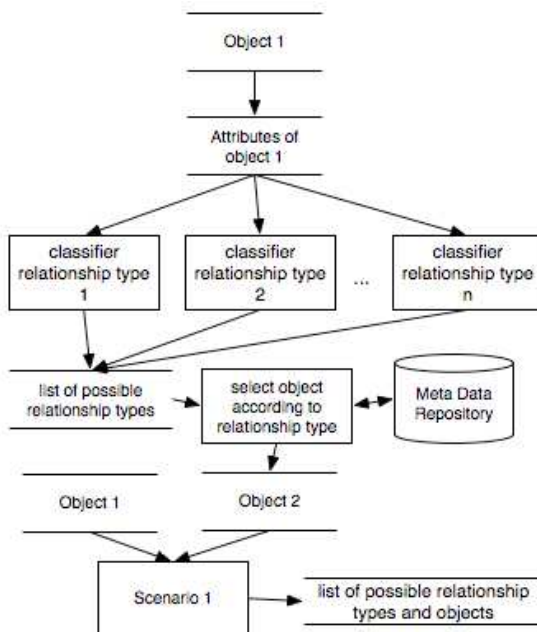 Object 1
Attributes of
object 1
classifier
relationship type
1
classifier
relationship type
2
...
classifier
relationship type
n
list of possible
relationship types
select object
according to
relationship type
Meta Data
Repository
Object 1
Object 2
Scenario 1
list of possible relationship
types and objects